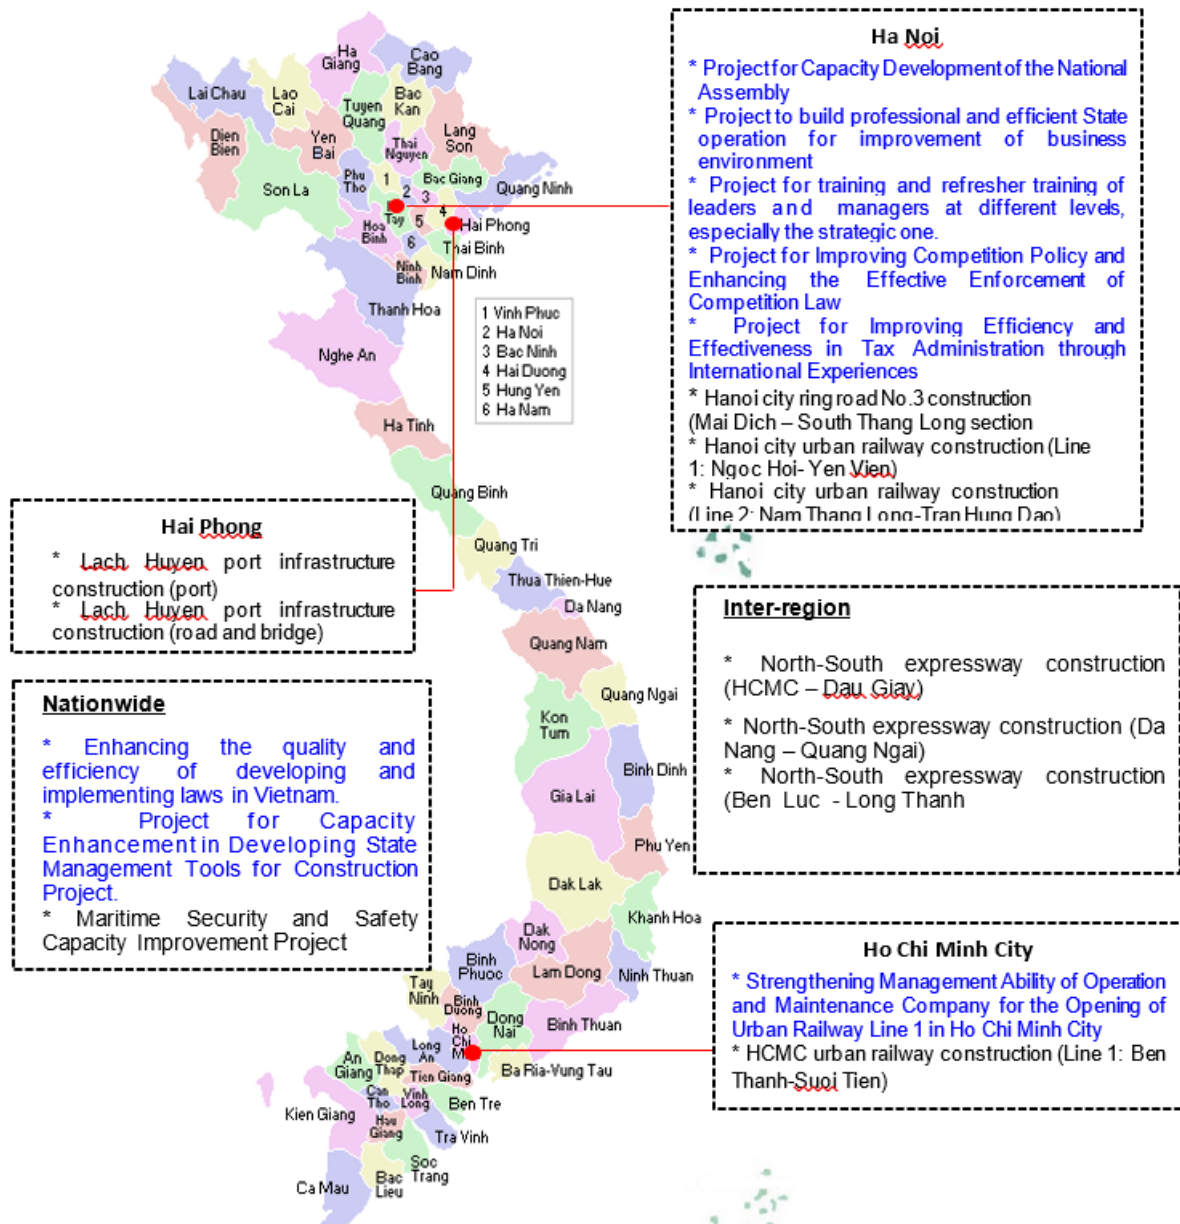 Ha Noi
* Project for Capacity Development of the National
Assembly
* Project to build professional and efficient State
operation for improvement of business
environment
* Project for training and refresher training of
leaders and managers at different levels,
especially the strategic one.
* Project for Improving Competition Policy and
Enhancing the Effective Enforcement of
Competition Law
* Project for Improving Efficiency and
Effectiveness in Tax Administration through
International Experiences
* Hanoi city ring road No.3 construction
(Mai Dich – South Thang Long section
* Hanoi city urban railway construction (Line
1: Ngoc Hoi- Yen Vien)
* Hanoi city urban railway construction
(Line 2: Nam Thang Long-Tran Hung Dao)
Ha
Giang
Cao
Bang
Lai Chau
Lao
Cai
Tuyen
Quang
Bac
Kan
Dien
Bien
Yen
Bai
Thai
Nguyen
Lang
Son
Son La
Phu
Tho
1
2
3
4
5
6
Bac Giang
Quang Ninh
Tay
Hoa
Binh
Hai Phong
Thai Binh
Ninh
Binh
Nam Dinh
Thanh Hoa
1 Vinh Phuc
2 Ha Noi
3 Bac Ninh
4 Hai Duong
5 Hung Yen
6 Ha Nam
Nghe An
Ha Tinh
Quang Binh
Hai Phong
* Lach Huyen port infrastructure
construction (port)
* Lach Huyen port infrastructure
construction (road and bridge)
Quang Tri
Thua Thien-Hue
Da Nang
Quang Nam
Quang Ngai
Kon
Tum
Binh Dinh
Gia Lai
Phu Yen
Dak Lak
Khanh Hoa
Dak
Nong
Inter-region
* North-South expressway construction
(HCMC – Dau Giay)
* North-South expressway construction (Da
Nang – Quang Ngai)
* North-South expressway construction
(Ben Luc - Long Thanh
Nationwide
* Enhancing the quality and
efficiency of developing and
implementing laws in Vietnam.
* Project for Capacity
Enhancement in Developing State
Management Tools for Construction
Project.
* Maritime Security and Safety
Capacity Improvement Project
Binh
Phuoc
Lam Dong
Ninh Thuan
Tay
Ninh
Binh
Duong
Dong
Nai
Binh Thuan
Ho
Chi
M
Long
An
Ba Ria-Vung Tau
An
Giang
Dong
Thap
Tien Giang
Can
Tho
Vinh
Long
Ben Tre
Kien Giang
Hau
Giang
Tra Vinh
Soc
Trang
Bac
Lieu
Ca Mau
Ho Chi Minh City
* Strengthening Management Ability of Operation
and Maintenance Company for the Opening of
Urban Railway Line 1 in Ho Chi Minh City
* HCMC urban railway construction (Line 1: Ben
Thanh-Suoi Tien)